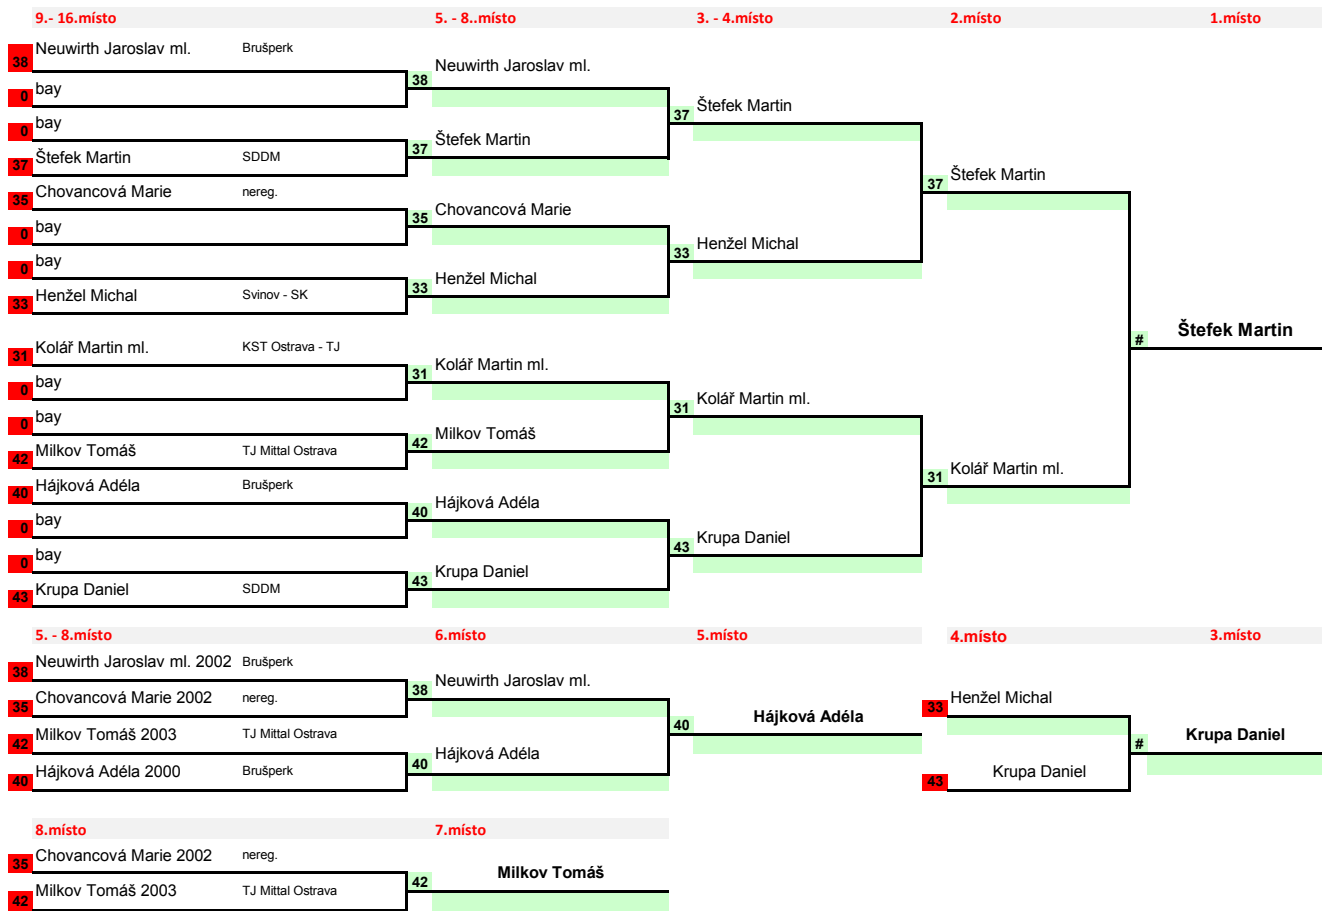 9.- 16.místo 5. - 8..místo 3. - 4.místo 2.místo 1.místo
38 Neuwirth Jaroslav ml. Brušperk
38 Neuwirth Jaroslav ml.
0 bay
37 Štefek Martin
0 bay
37 Štefek Martin
37 Štefek Martin SDDM
37 Štefek Martin
35 Chovancová Marie nereg.
35 Chovancová Marie
0 bay
33 Henžel Michal
0 bay
33 Henžel Michal
33 Henžel Michal Svinov - SK
# Štefek Martin
31 Kolář Martin ml. KST Ostrava - TJ
31 Kolář Martin ml.
0 bay
31 Kolář Martin ml.
0 bay
42 Milkov Tomáš
42 Milkov Tomáš TJ Mittal Ostrava
31 Kolář Martin ml.
40 Hájková Adéla Brušperk
40 Hájková Adéla
0 bay
43 Krupa Daniel
0 bay
43 Krupa Daniel
43 Krupa Daniel SDDM
5. - 8.místo 6.místo 5.místo 4.místo 3.místo
38 Neuwirth Jaroslav ml. 2002 Brušperk
38 Neuwirth Jaroslav ml.
35 Chovancová Marie 2002 nereg.
33 Henžel Michal
40 Hájková Adéla
42 Milkov Tomáš 2003 TJ Mittal Ostrava
# Krupa Daniel
40 Hájková Adéla
40 Hájková Adéla 2000 Brušperk
43 Krupa Daniel
8.místo 7.místo
35 Chovancová Marie 2002 nereg.
42 Milkov Tomáš
42 Milkov Tomáš 2003 TJ Mittal Ostrava